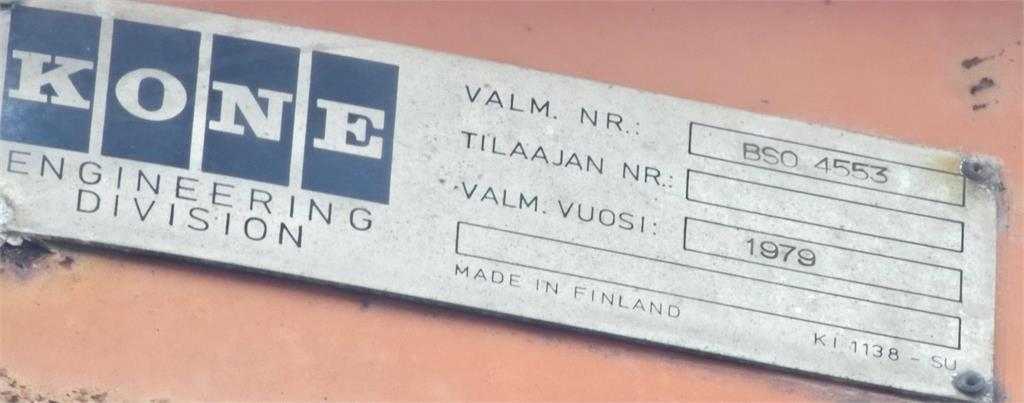 KONE
ENGINEERING
DIVISION
VALM. NR.: BSO 4553
TILAAJAN NR.:
VALM. VUOSI: 1979
MADE IN FINLAND
KI 1138 - SU